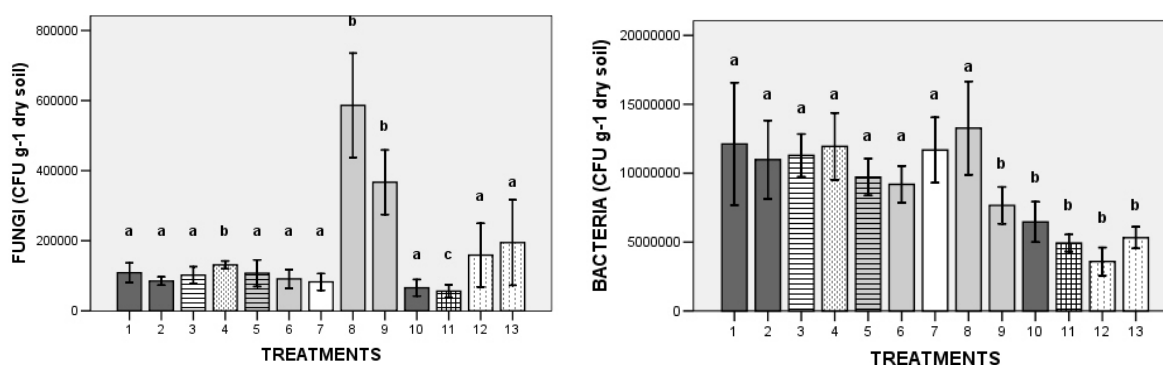 FUNGI (CFU g-1 dry soil)
800000
600000
400000
200000
0
a a a b a a a b b a c a a
1 2 3 4 5 6 7 8 9 10 11 12 13
TREATMENTS
BACTERIA (CFU g-1 dry soil)
20000000
15000000
10000000
5000000
0
a a a a a a a a b b b b b
1 2 3 4 5 6 7 8 9 10 11 12 13
TREATMENTS